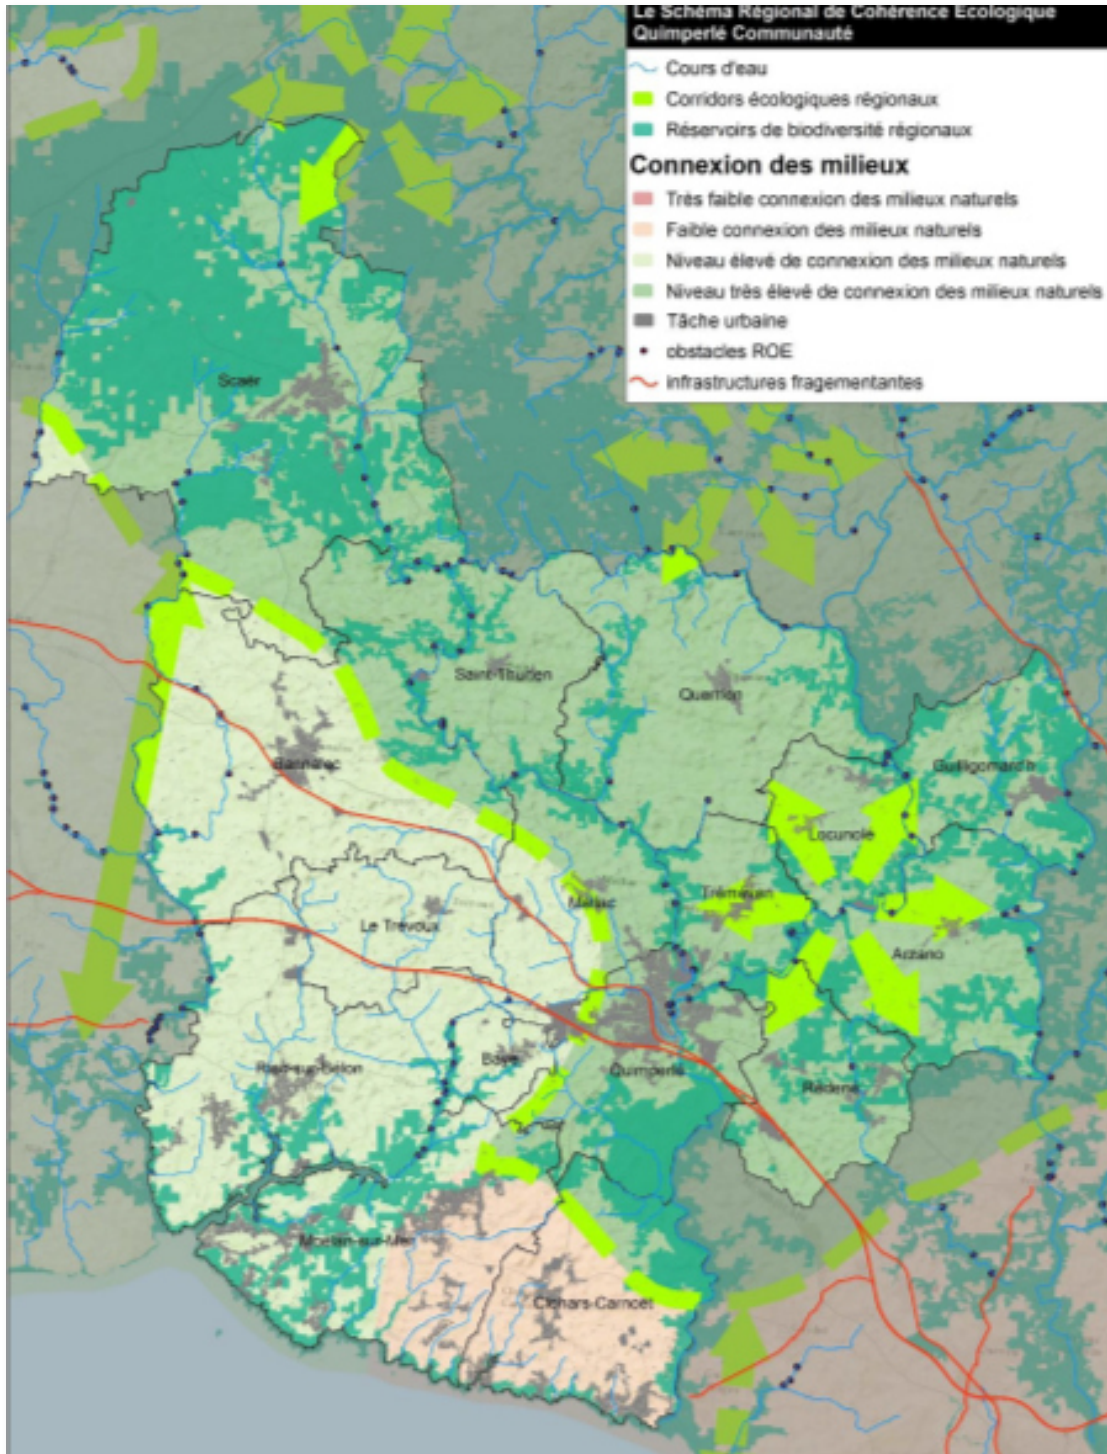 Le Schéma Régional de Cohérence Ecologique
Quimperlé Communauté
Cours d'eau
Corridors écologiques régionaux
Réservoirs de biodiversité régionaux
Connexion des milieux
Très faible connexion des milieux naturels
Faible connexion des milieux naturels
Niveau élevé de connexion des milieux naturels
Niveau très élevé de connexion des milieux naturels
Tâche urbaine
obstacles ROE
infrastructures fragementantes
Scaër
Saint-Thurien
Querrien
Bannalec
Guilligomarc'h
Locunolé
Tréméven
Mellac
Le Trévoux
Arzano
Baye
Riec-sur-Bélon
Quimperlé
Rédené
Moëlan-sur-Mer
Clohars-Carnoët